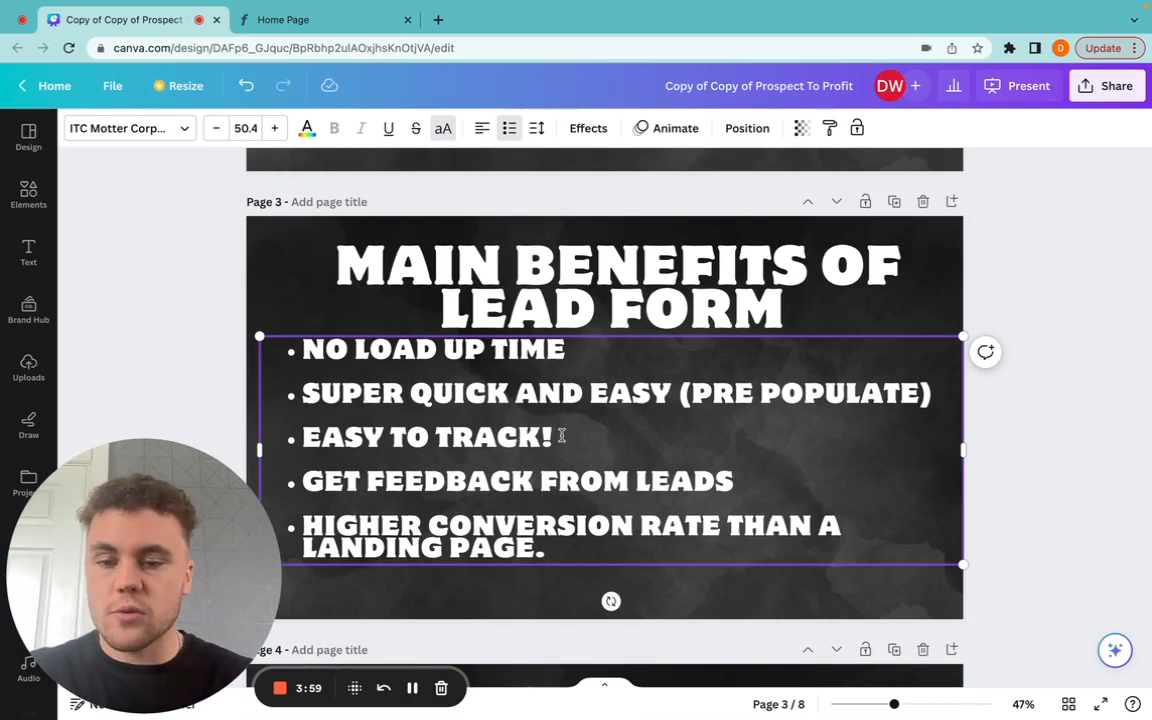 Copy of Copy of Prospect
Home Page
canva.com/design/DAFp6_GJquc/BpRbhp2ulAOxjhsKnOtjVA/edit
D
Update
Home
File
Resize
Copy of Copy of Prospect To Profit
DW
Present
Share
ITC Motter Corp...
50.4
A
B
I
U
S
aA
Effects
Animate
Position
Design
Elements
Text
Brand Hub
Uploads
Draw
Audio
Page 3 - Add page title
MAIN BENEFITS OF
LEAD FORM
• NO LOAD UP TIME
• SUPER QUICK AND EASY (PRE POPULATE)
• EASY TO TRACK!
• GET FEEDBACK FROM LEADS
• HIGHER CONVERSION RATE THAN A
LANDING PAGE.
Page 4 - Add page title
3:59
Page 3 / 8
47%